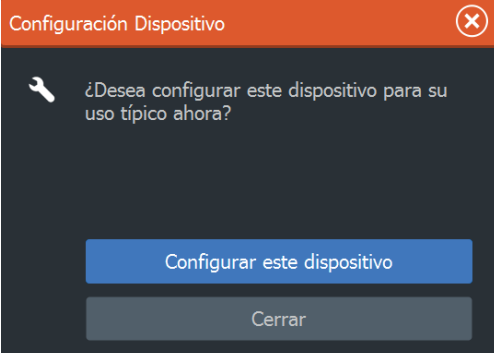 Configuración Dispositivo
¿Desea configurar este dispositivo para su
uso típico ahora?
Configurar este dispositivo
Cerrar